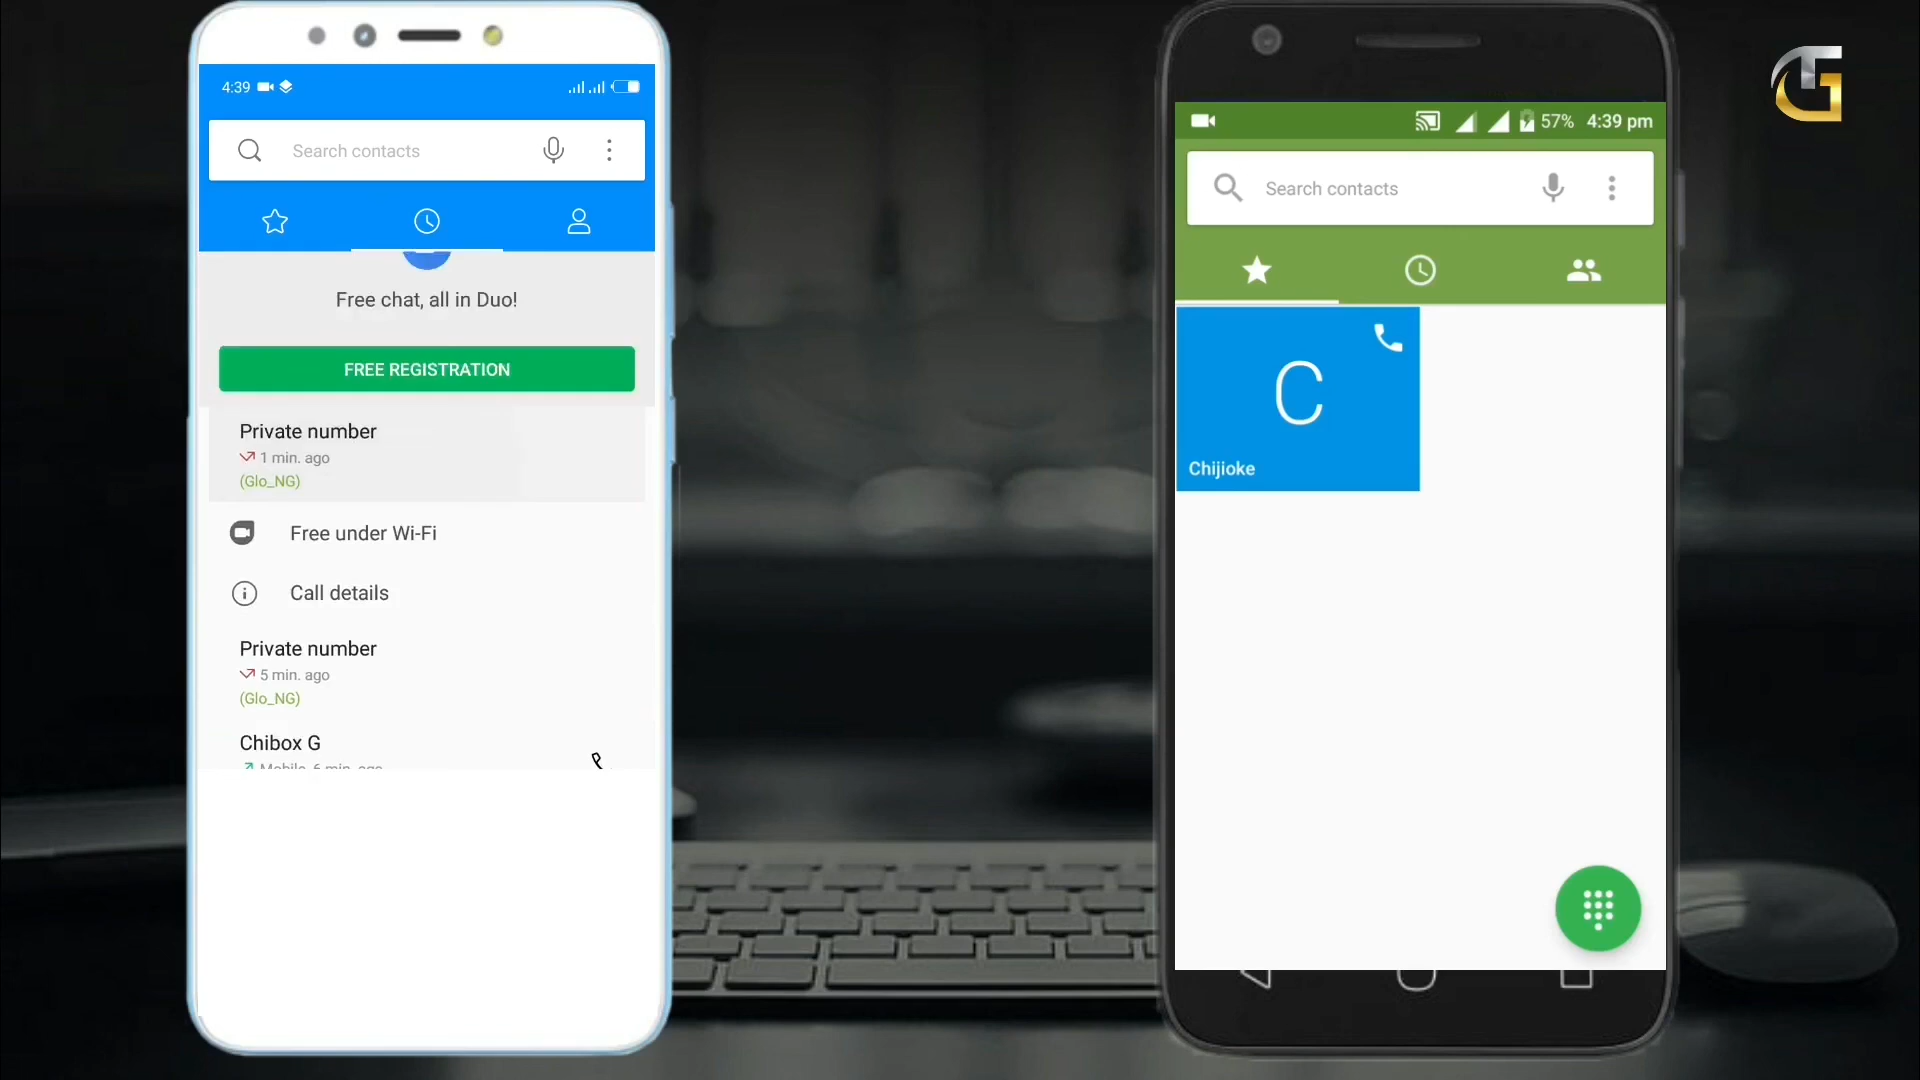 4:39
Search contacts
Free chat, all in Duo!
FREE REGISTRATION
Private number
1 min. ago
(Glo_NG)
Free under Wi-Fi
Call details
Private number
5 min. ago
(Glo_NG)
Chibox G
Mobile, 6 min. ago
57% 4:39 pm
Search contacts
C
Chijioke
TG